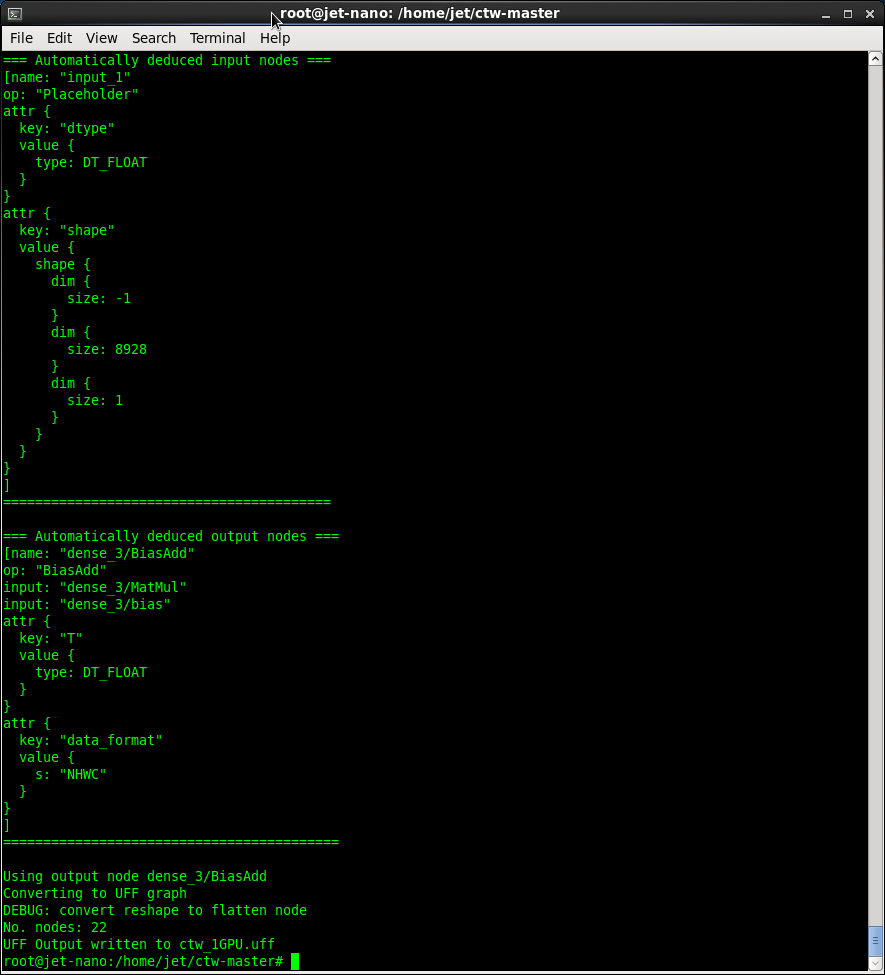 root@jet-nano: /home/jet/ctw-master
File Edit View Search Terminal Help
=== Automatically deduced input nodes ===
[name: "input_1"
op: "Placeholder"
attr {
  key: "dtype"
  value {
    type: DT_FLOAT
  }
}
attr {
  key: "shape"
  value {
    shape {
      dim {
        size: -1
      }
      dim {
        size: 8928
      }
      dim {
        size: 1
      }
    }
  }
}
]
=========================================

=== Automatically deduced output nodes ===
[name: "dense_3/BiasAdd"
op: "BiasAdd"
input: "dense_3/MatMul"
input: "dense_3/bias"
attr {
  key: "T"
  value {
    type: DT_FLOAT
  }
}
attr {
  key: "data_format"
  value {
    s: "NHWC"
  }
}
]
==========================================

Using output node dense_3/BiasAdd
Converting to UFF graph
DEBUG: convert reshape to flatten node
No. nodes: 22
UFF Output written to ctw_1GPU.uff
root@jet-nano:/home/jet/ctw-master#